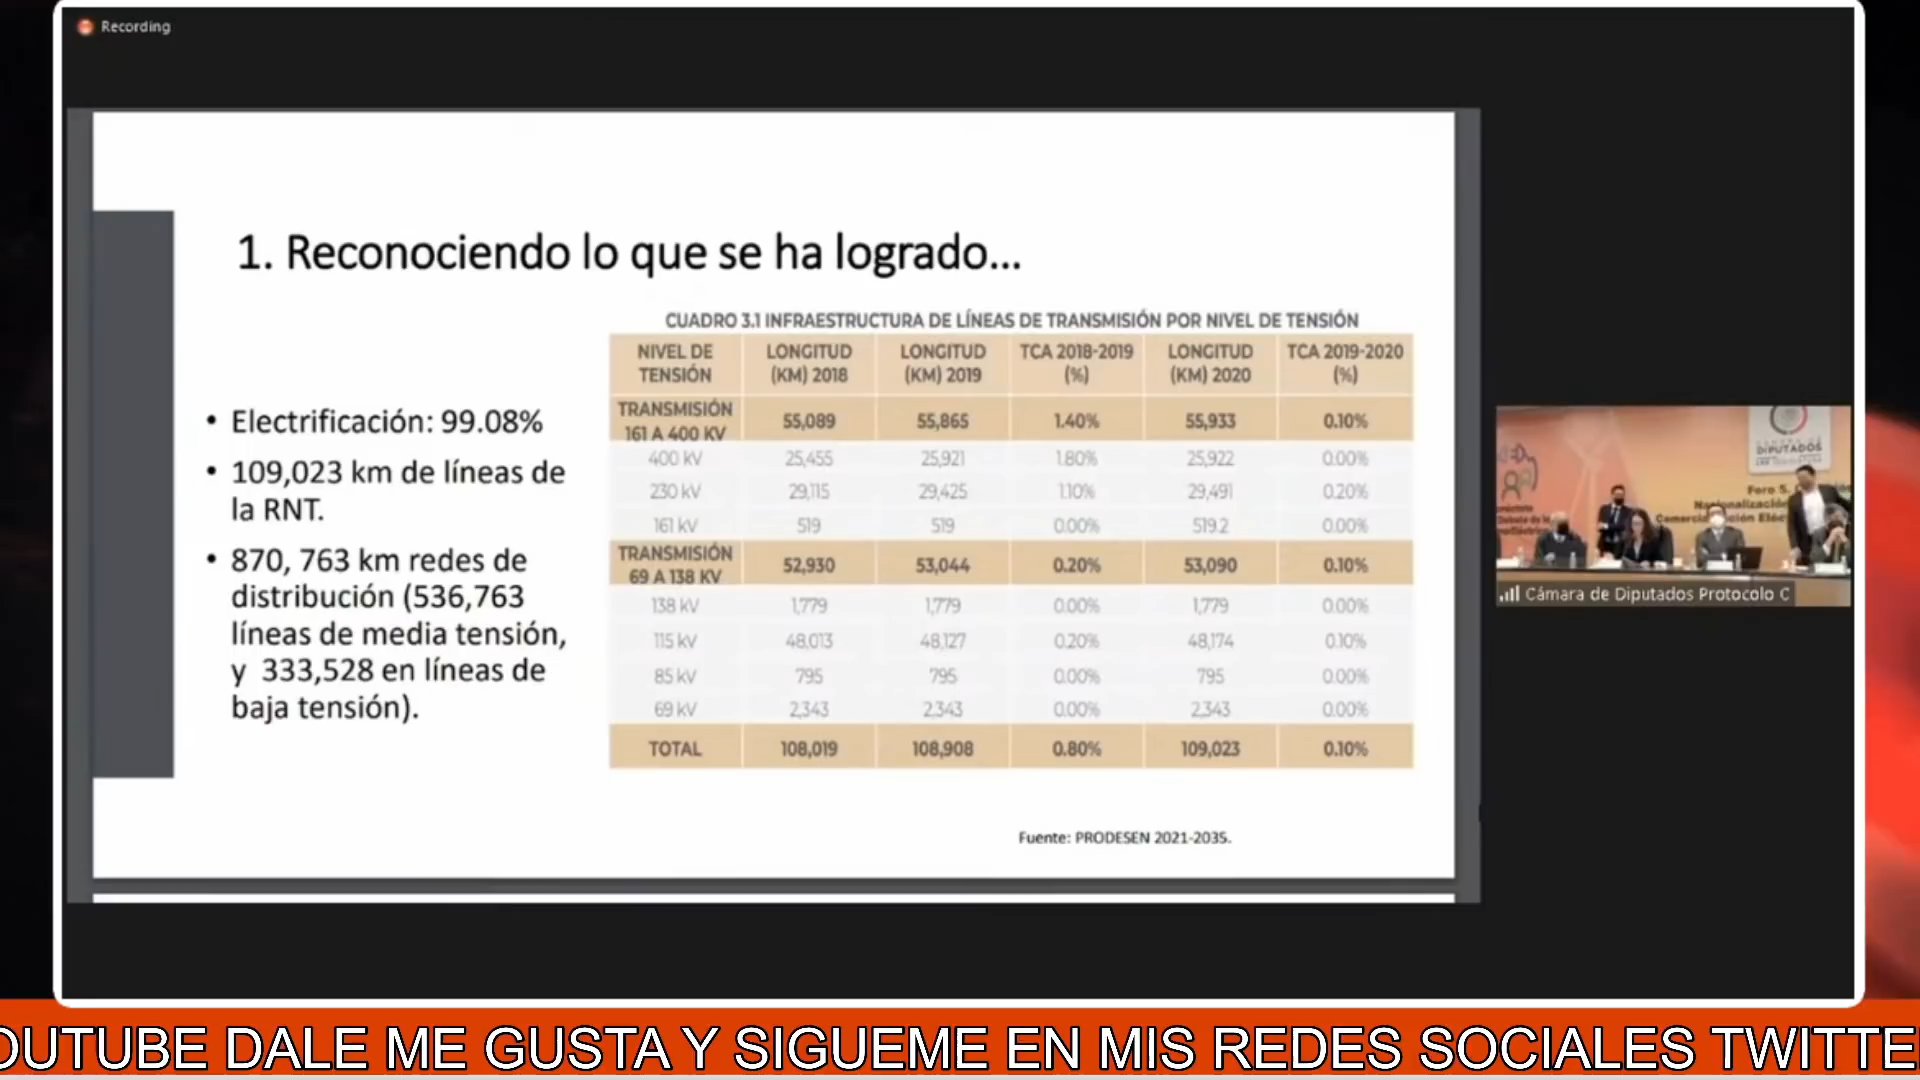 Recording
1. Reconociendo lo que se ha logrado...
• Electrificación: 99.08%
• 109,023 km de líneas de
la RNT.
• 870, 763 km redes de
distribución (536,763
líneas de media tensión,
y 333,528 en líneas de
baja tensión).
CUADRO 3.1 INFRAESTRUCTURA DE LÍNEAS DE TRANSMISIÓN POR NIVEL DE TENSIÓN
NIVEL DE TENSIÓN LONGITUD (KM) 2018 LONGITUD (KM) 2019 TCA 2018-2019 (%) LONGITUD (KM) 2020 TCA 2019-2020 (%)
TRANSMISIÓN 161 A 400 KV 55,089 55,865 1.40% 55,933 0.10%
400 kV 25,455 25,921 1.80% 25,922 0.00%
230 kV 29,115 29,425 1.10% 29,491 0.20%
161 kV 519 519 0.00% 519.2 0.00%
TRANSMISIÓN 69 A 138 KV 52,930 53,044 0.20% 53,090 0.10%
138 kV 1,779 1,779 0.00% 1,779 0.00%
115 kV 48,013 48,127 0.20% 48,174 0.10%
85 kV 795 795 0.00% 795 0.00%
69 kV 2,343 2,343 0.00% 2,343 0.00%
TOTAL 108,019 108,908 0.80% 109,023 0.10%
Fuente: PRODESEN 2021-2035.
DIPUTADOS
Foro 5.
Cámara de Diputados Protocolo C
OUTUBE DALE ME GUSTA Y SIGUEME EN MIS REDES SOCIALES TWITTE